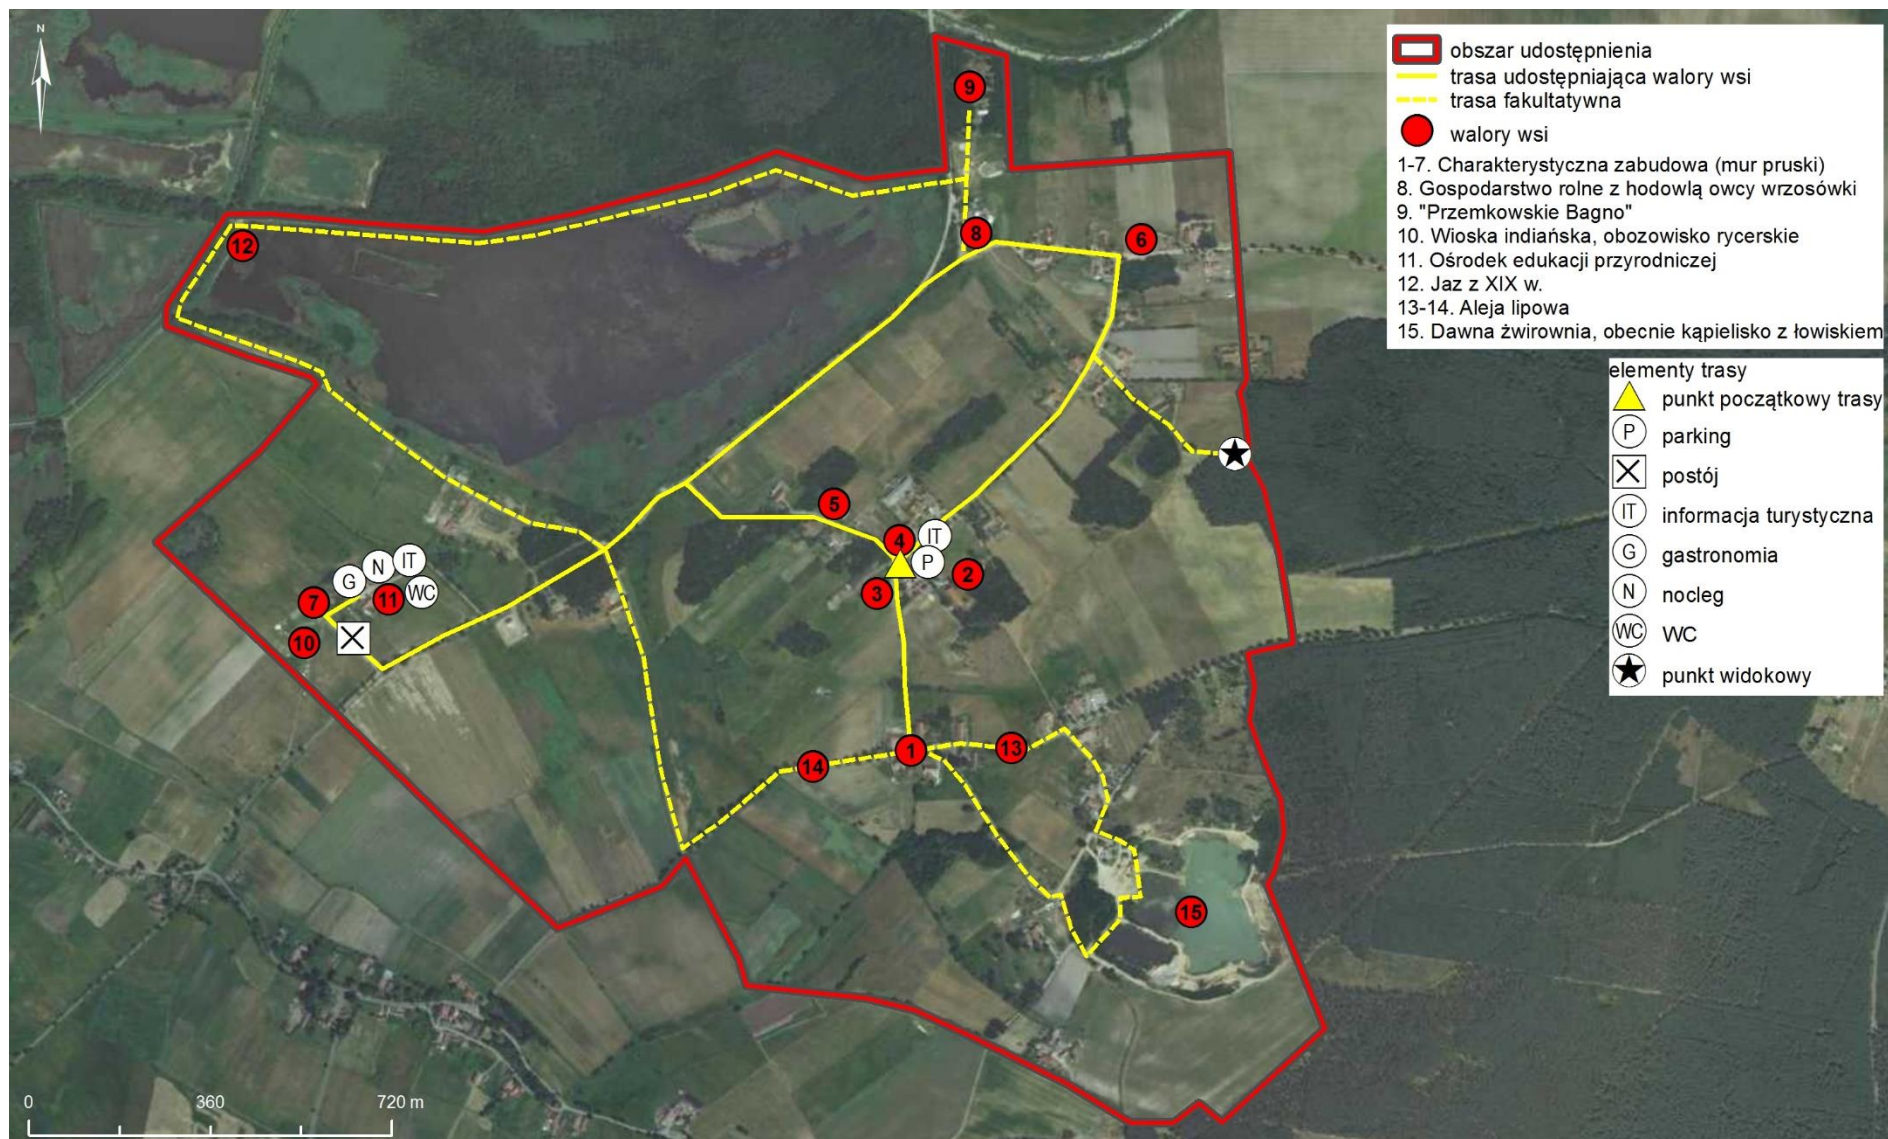 N
obszar udostępnienia
trasa udostępniająca walory wsi
trasa fakultatywna
walory wsi
1-7. Charakterystyczna zabudowa (mur pruski)
8. Gospodarstwo rolne z hodowlą owcy wrzosówki
9. "Przemkowskie Bagno"
10. Wioska indiańska, obozowisko rycerskie
11. Ośrodek edukacji przyrodniczej
12. Jaz z XIX w.
13-14. Aleja lipowa
15. Dawna żwirownia, obecnie kąpielisko z łowiskiem
elementy trasy
punkt początkowy trasy
P parking
postój
IT informacja turystyczna
G gastronomia
N nocleg
WC WC
punkt widokowy
9
8
6
12
5
4
IT
P
2
3
G
N
IT
WC
7
11
10
1
13
14
15
0 360 720 m